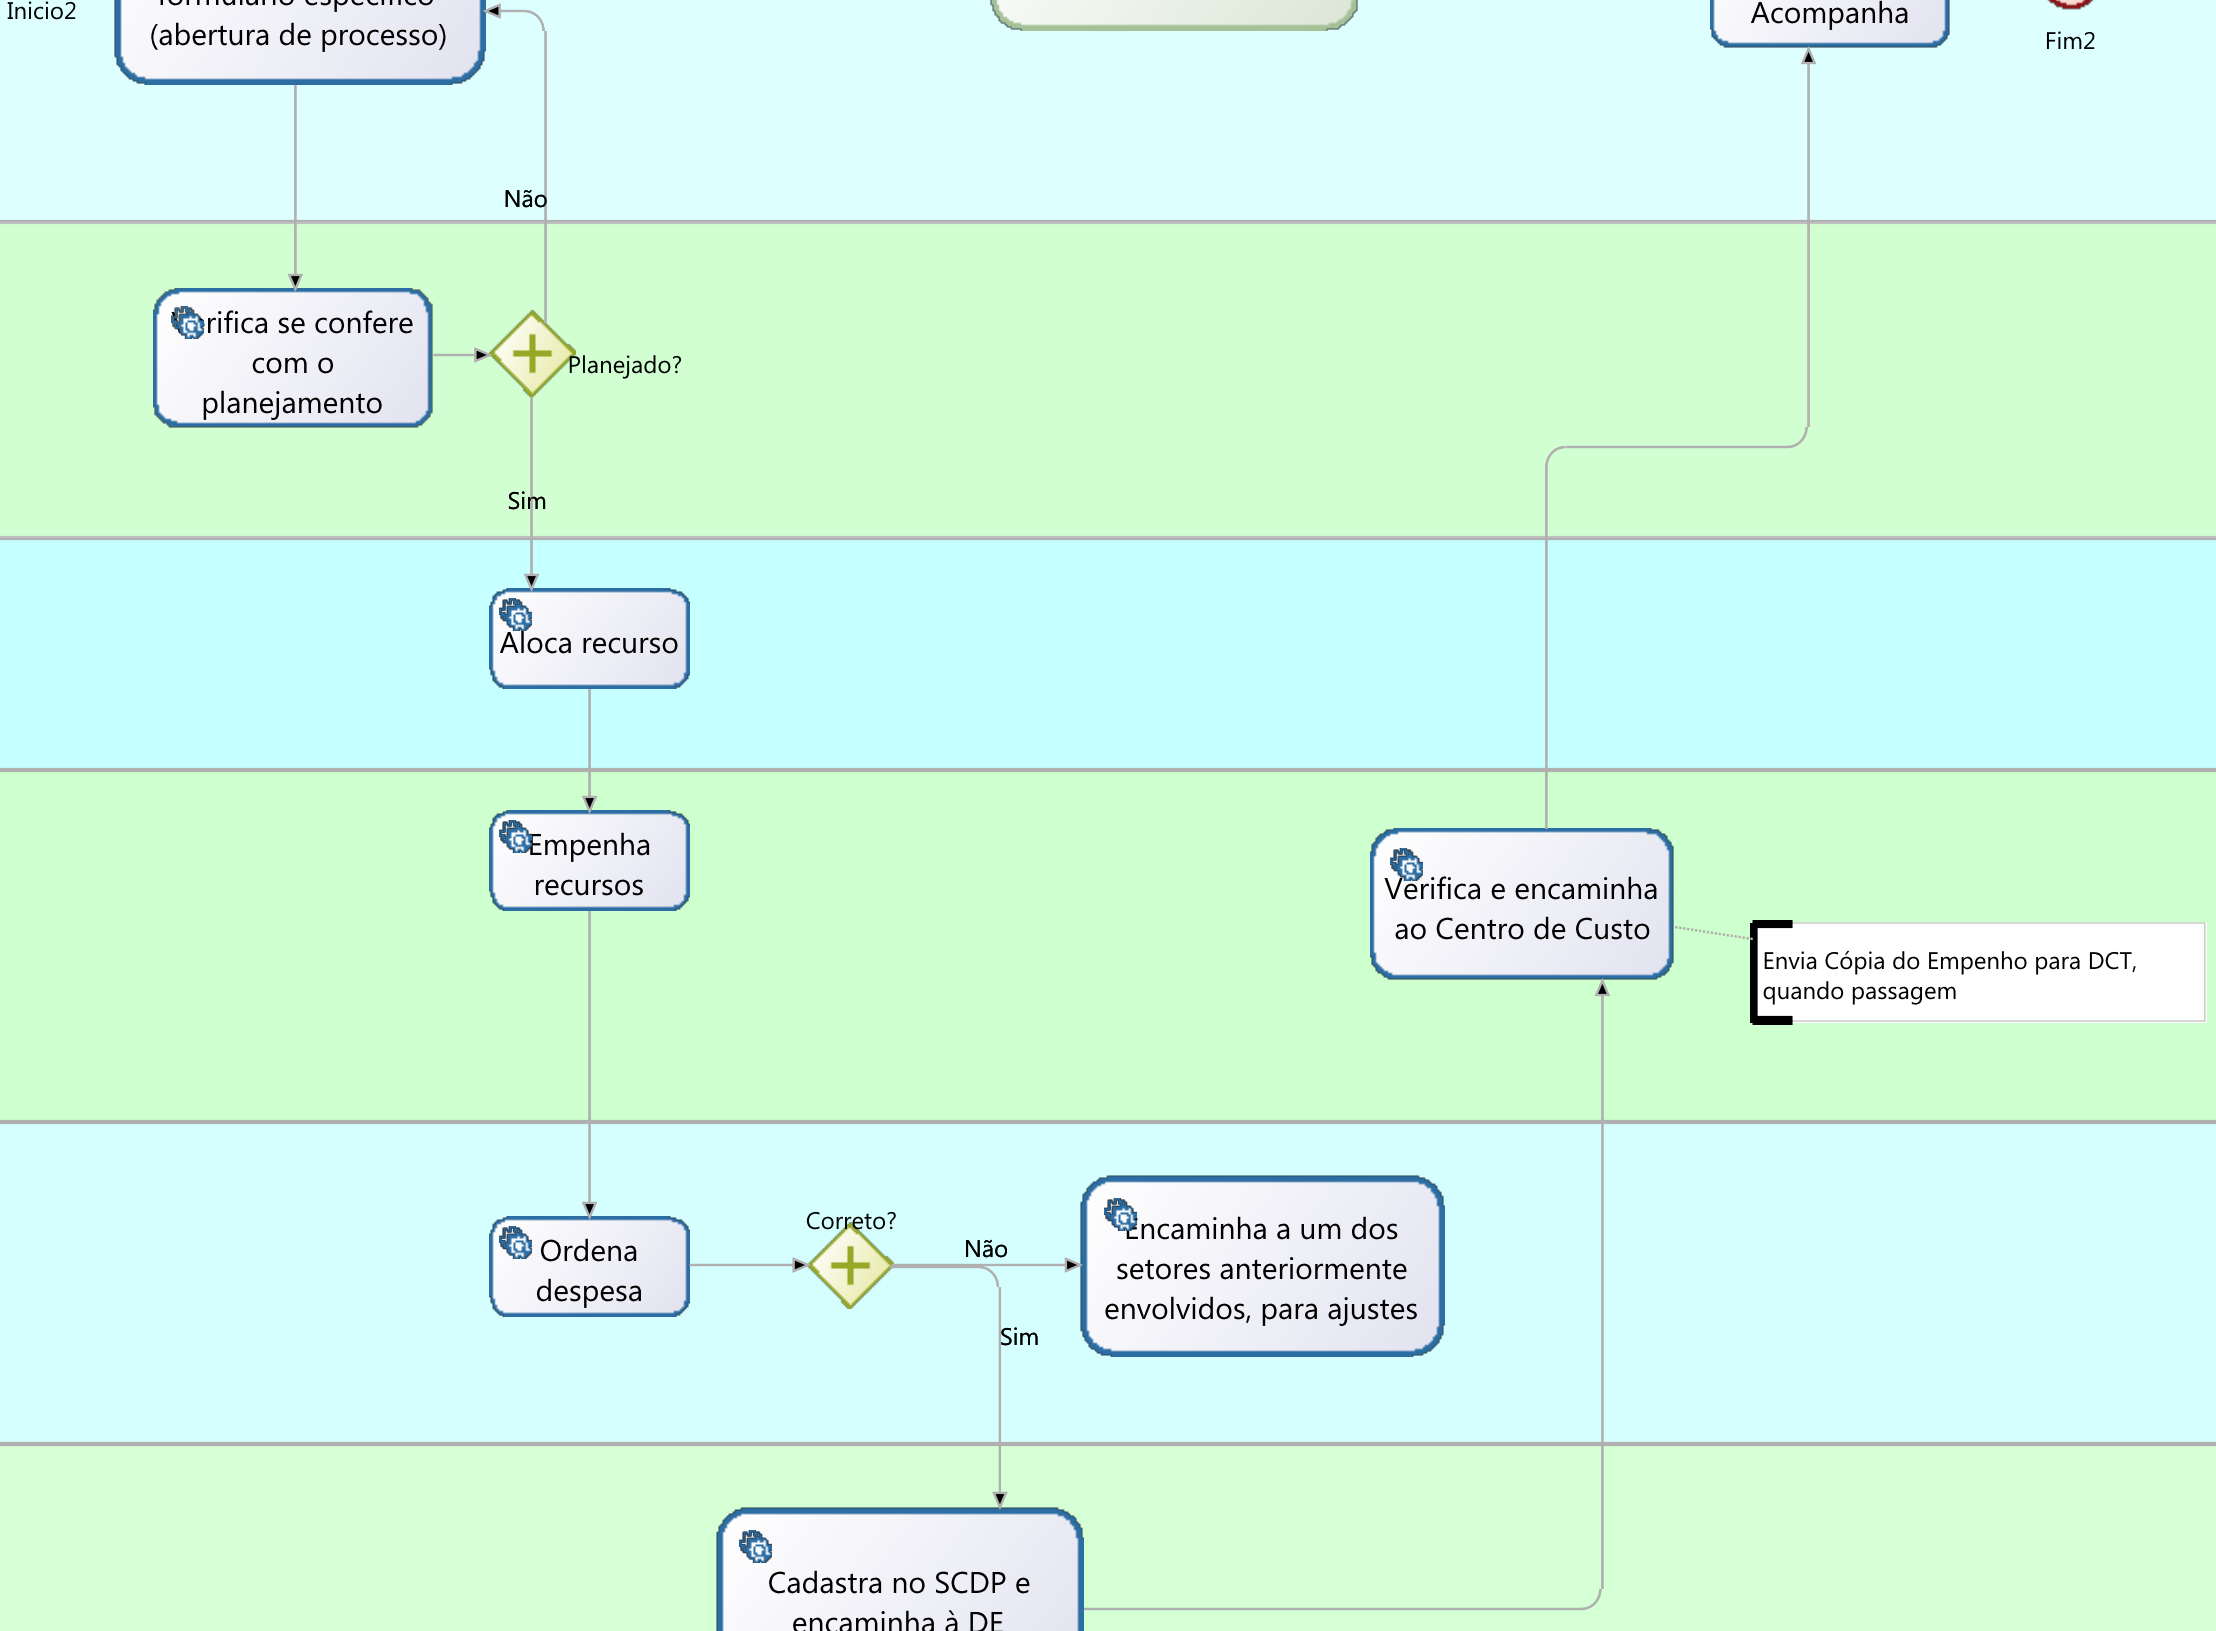 Inicio2
(abertura de processo)
Acompanha
Fim2
Não
rifica se confere
com o
planejamento
Planejado?
Sim
Aloca recurso
Empenha
recursos
Verifica e encaminha
ao Centro de Custo
Envia Cópia do Empenho para DCT,
quando passagem
Ordena
despesa
Correto?
Não
Sim
Encaminha a um dos
setores anteriormente
envolvidos, para ajustes
Cadastra no SCDP e
encaminha à DE